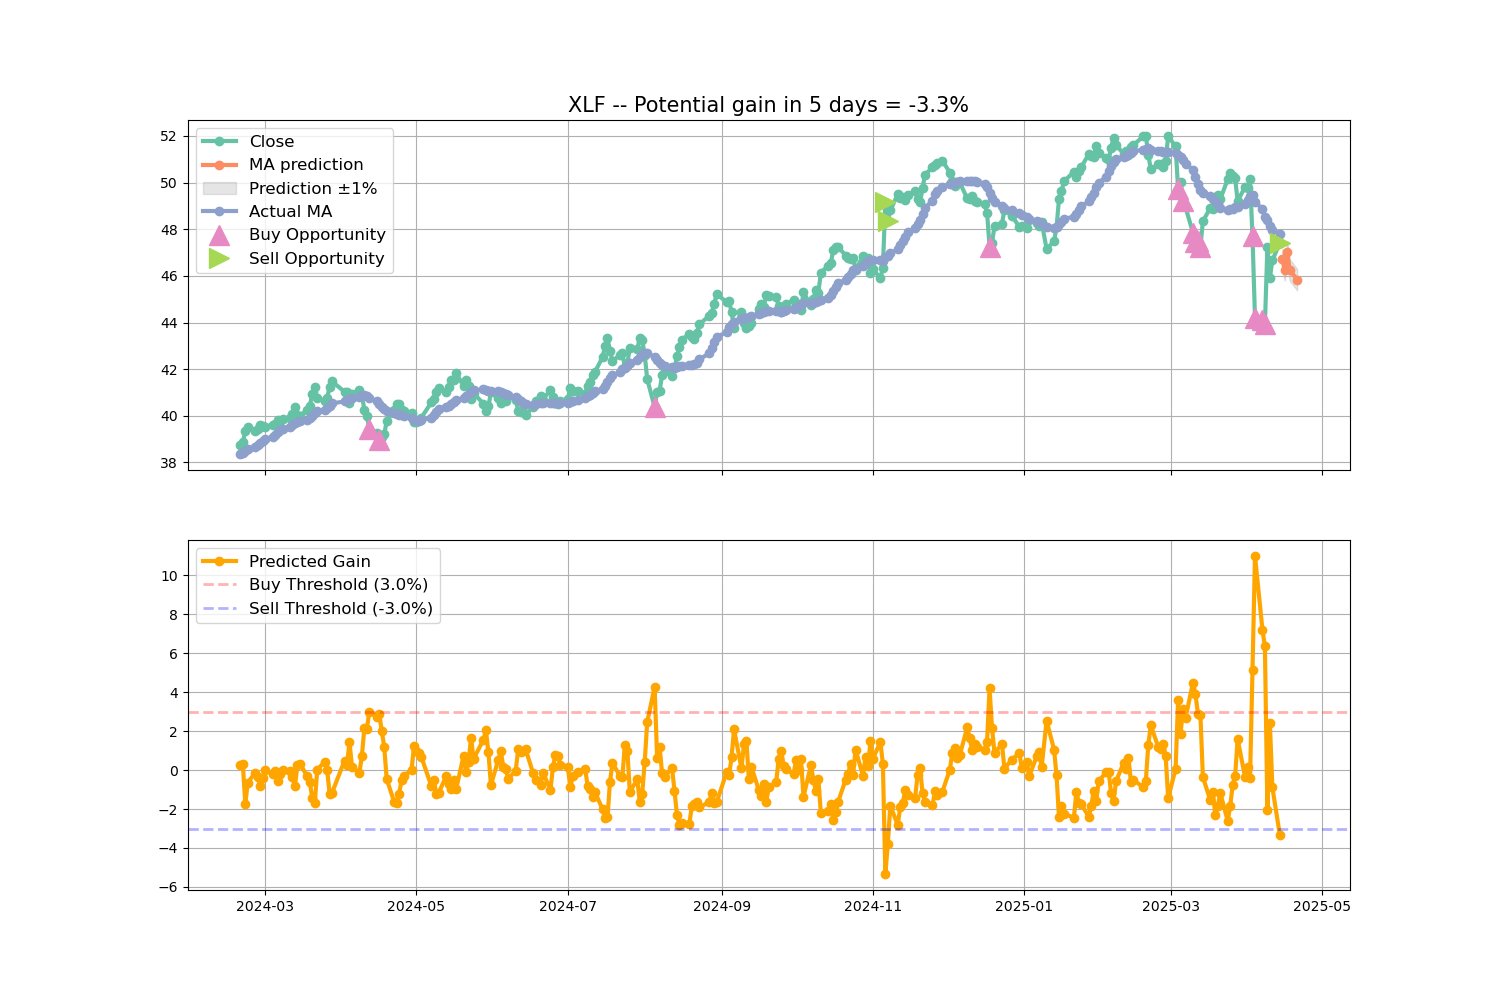 XLF -- Potential gain in 5 days = -3.3%
52
50
48
46
44
42
40
38
Close
MA prediction
Prediction ±1%
Actual MA
Buy Opportunity
Sell Opportunity
10
8
6
4
2
0
−2
−4
−6
Predicted Gain
Buy Threshold (3.0%)
Sell Threshold (-3.0%)
2024-03 2024-05 2024-07 2024-09 2024-11 2025-01 2025-03 2025-05